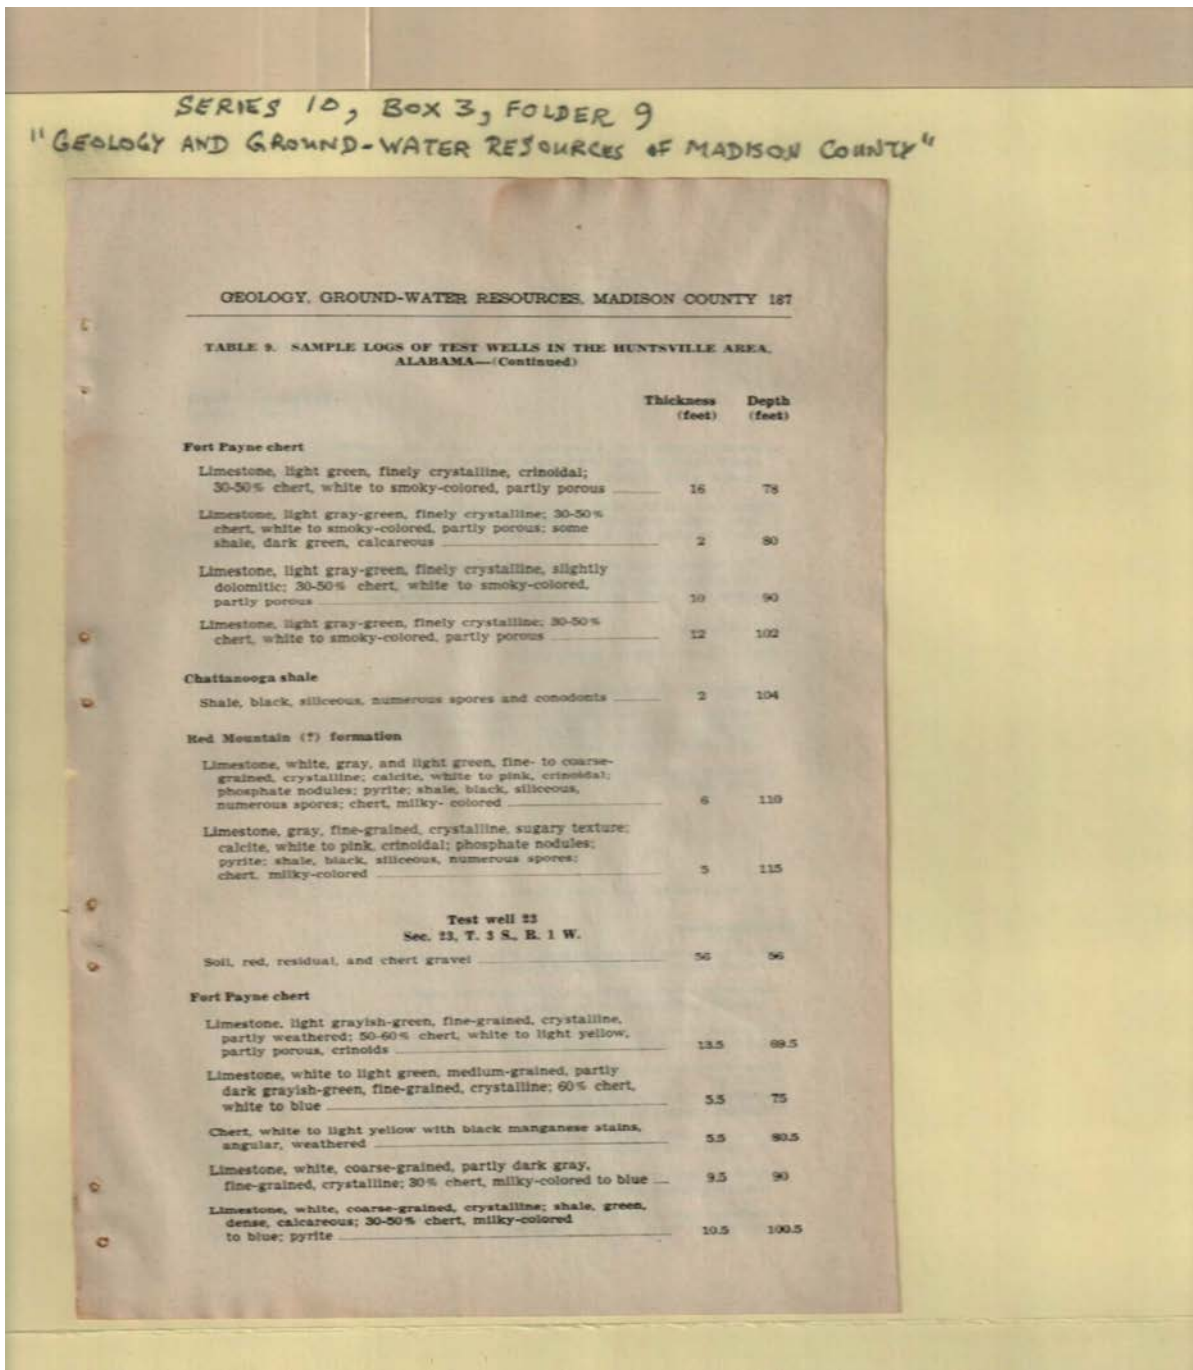 SERIES 10, BOX 3, FOLDER 9
"GEOLOGY AND GROUND-WATER RESOURCES OF MADISON COUNTY"
GEOLOGY, GROUND-WATER RESOURCES, MADISON COUNTY 187
TABLE 9. SAMPLE LOGS OF TEST WELLS IN THE HUNTSVILLE AREA,
ALABAMA—(Continued)
Thickness Depth
(feet) (feet)
Fort Payne chert
Limestone, light green, finely crystalline, crinoidal;
30-50% chert, white to smoky-colored, partly porous 16 78
Limestone, light gray-green, finely crystalline; 30-50%
chert, white to smoky-colored, partly porous; some
shale, dark green, calcareous 2 80
Limestone, light gray-green, finely crystalline, slightly
dolomitic; 30-50% chert, white to smoky-colored,
partly porous 10 90
Limestone, light gray-green, finely crystalline; 30-50%
chert, white to smoky-colored, partly porous 12 102
Chattanooga shale
Shale, black, siliceous, numerous spores and conodonts 2 104
Red Mountain (?) formation
Limestone, white, gray, and light green, fine- to coarse-
grained, crystalline; calcite, white to pink, crinoidal;
phosphate nodules; pyrite; shale, black, siliceous,
numerous spores; chert, milky- colored 6 110
Limestone, gray, fine-grained, crystalline, sugary texture;
calcite, white to pink, crinoidal; phosphate nodules;
pyrite; shale, black, siliceous, numerous spores;
chert, milky-colored 5 115
Test well 23
Sec. 23, T. 3 S., R. 1 W.
Soil, red, residual, and chert gravel 56 56
Fort Payne chert
Limestone, light grayish-green, fine-grained, crystalline,
partly weathered; 50-60% chert, white to light yellow,
partly porous, crinoids 13.5 69.5
Limestone, white to light green, medium-grained, partly
dark grayish-green, fine-grained, crystalline; 60% chert,
white to blue 5.5 75
Chert, white to light yellow with black manganese stains,
angular, weathered 5.5 80.5
Limestone, white, coarse-grained, partly dark gray,
fine-grained, crystalline; 30% chert, milky-colored to blue 9.5 90
Limestone, white, coarse-grained, crystalline; shale, green,
dense, calcareous; 30-50% chert, milky-colored
to blue; pyrite 10.5 100.5